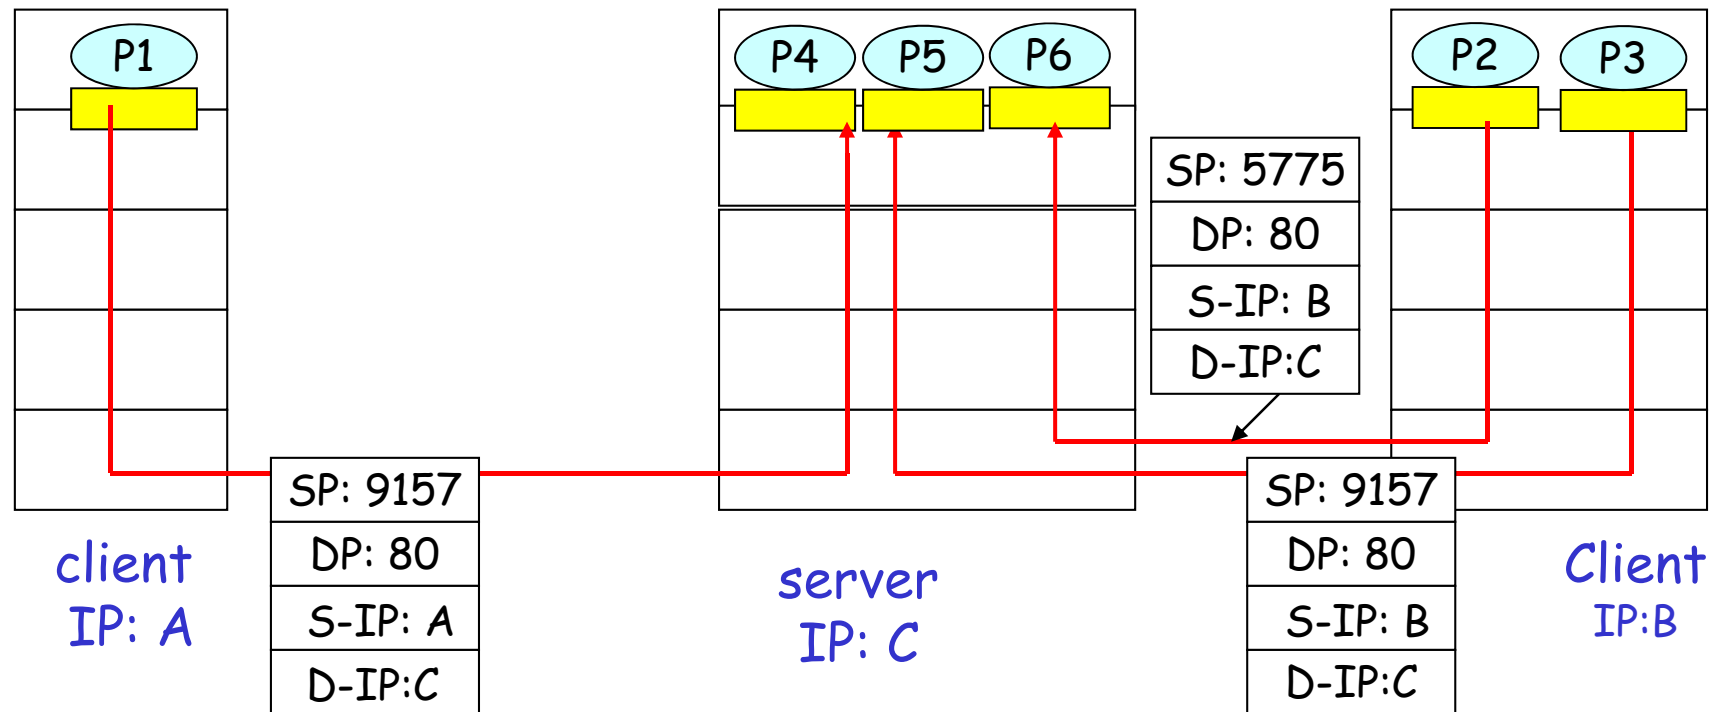 P1
P4
P5
P6
P2
P3
SP: 5775
DP: 80
S-IP: B
D-IP:C
SP: 9157
DP: 80
S-IP: A
D-IP:C
SP: 9157
DP: 80
S-IP: B
D-IP:C
client
IP: A
server
IP: C
Client
IP:B